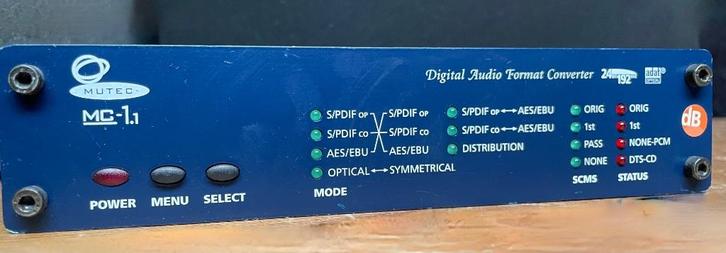 MUTEC
MC-1.1
Digital Audio Format Converter 24 192 adat
dB
S/PDIF OP S/PDIF OP
S/PDIF CO S/PDIF CO
AES/EBU AES/EBU
OPTICAL ↔ SYMMETRICAL
MODE
S/PDIF OP ↔ AES/EBU
S/PDIF CO ↔ AES/EBU
DISTRIBUTION
ORIG
1st
PASS
NONE
SCMS
ORIG
1st
NONE-PCM
DTS-CD
STATUS
POWER MENU SELECT